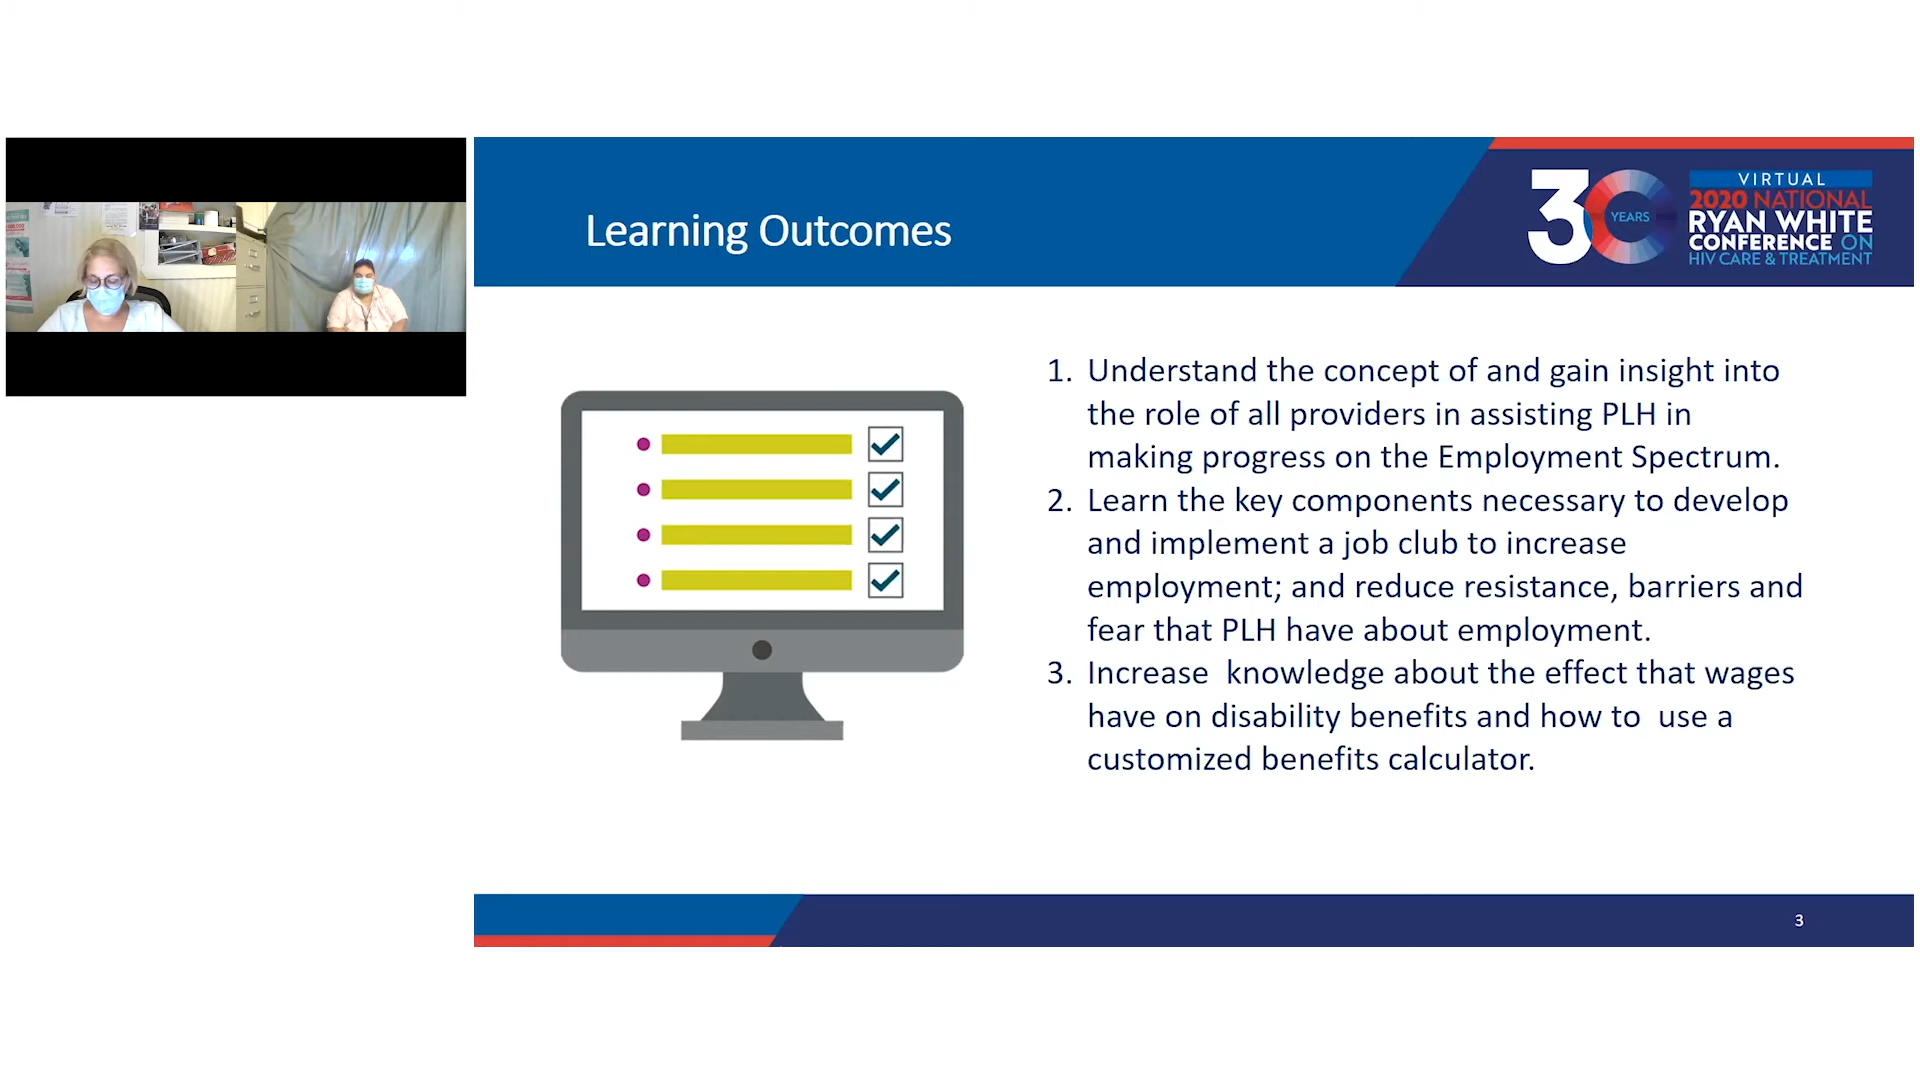 Learning Outcomes
30
YEARS
VIRTUAL
2020 NATIONAL
RYAN WHITE
CONFERENCE ON
HIV CARE & TREATMENT
1. Understand the concept of and gain insight into
the role of all providers in assisting PLH in
making progress on the Employment Spectrum.
2. Learn the key components necessary to develop
and implement a job club to increase
employment; and reduce resistance, barriers and
fear that PLH have about employment.
3. Increase  knowledge about the effect that wages
have on disability benefits and how to  use a
customized benefits calculator.
3